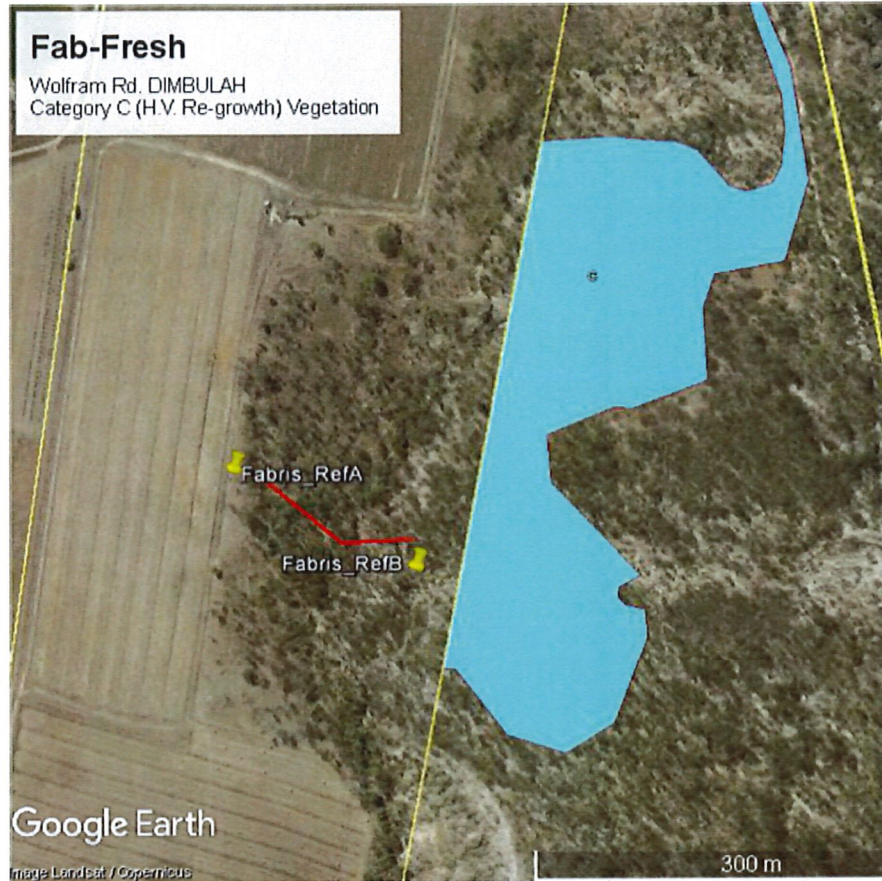 Fab-Fresh
Wolfram Rd. DIMBULAH
Category C (H.V. Re-growth) Vegetation
Fabris_RefA
Fabris_RefB
Google Earth
Image Landsat / Copernicus
300 m